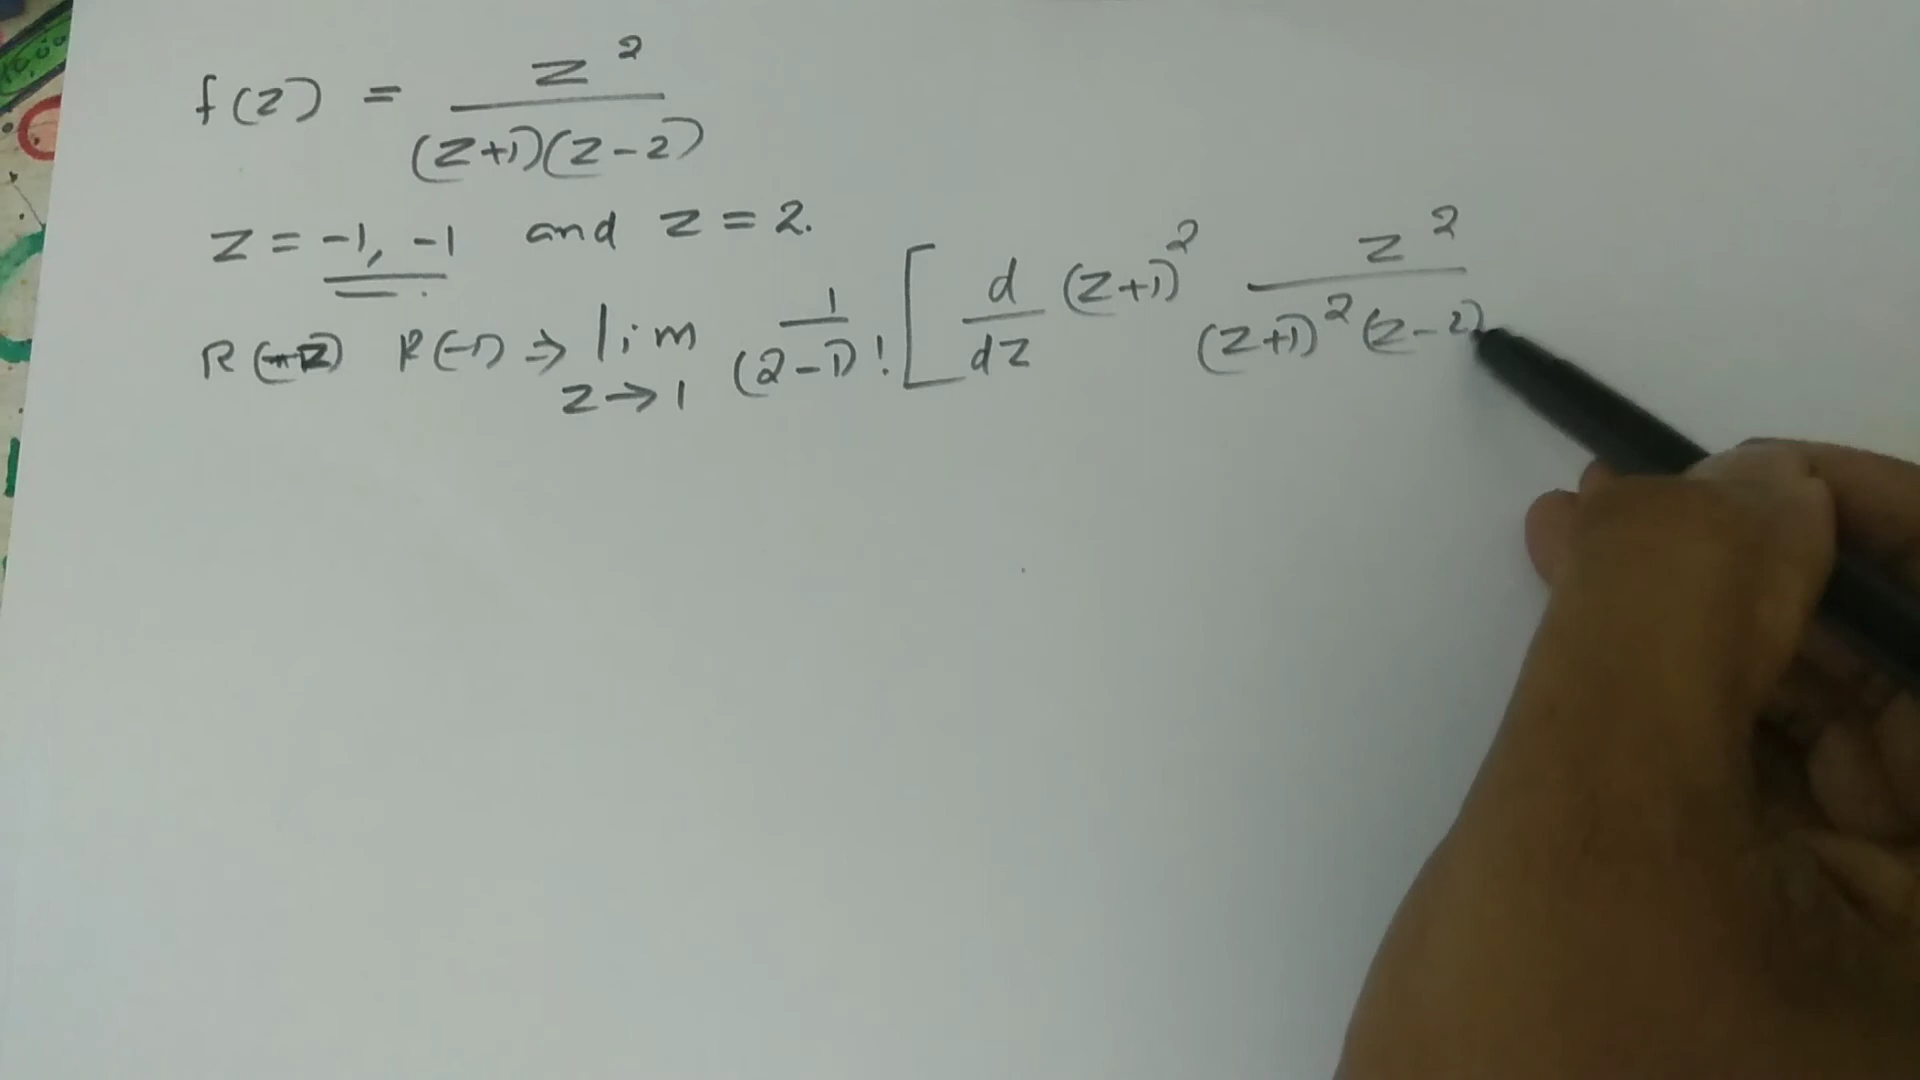 f(z) = z² / (z+1)(z-2)
z = -1, -1 and z = 2.
R(-1) ⇒ lim z→1 1/(2-1)! [ d/dz (z+1)² z² / (z+1)² (z-2)